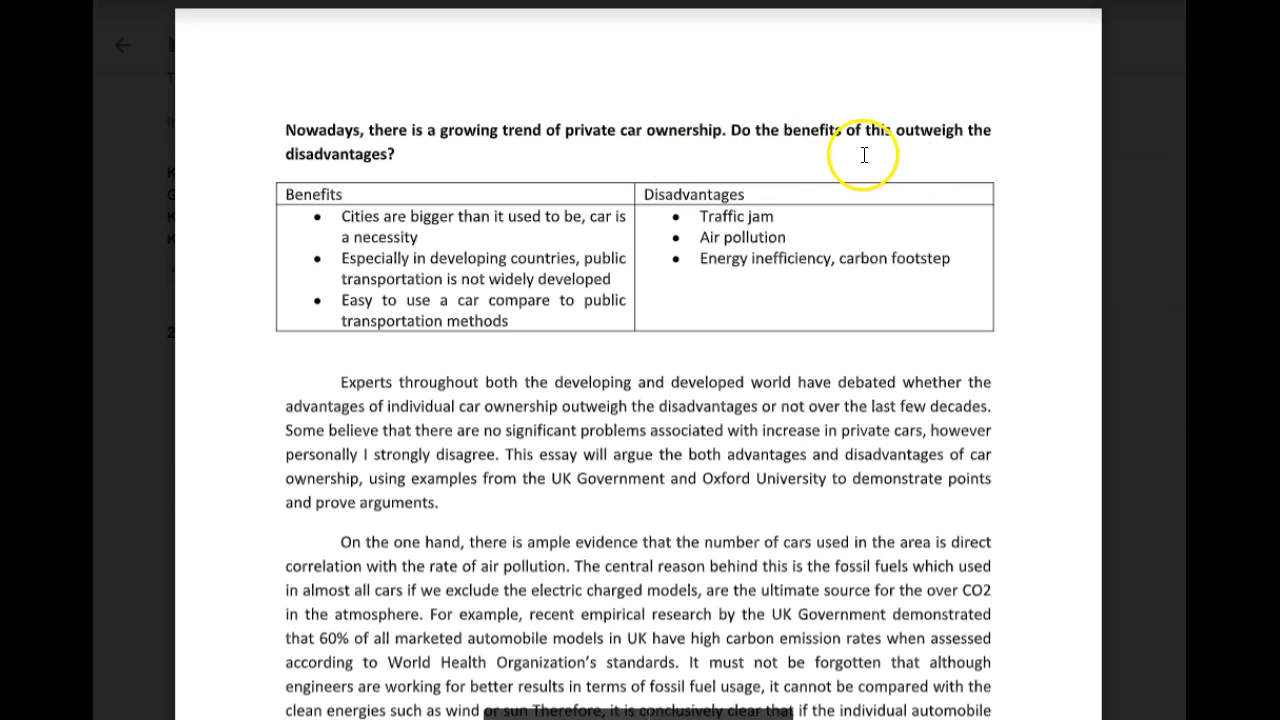 Nowadays, there is a growing trend of private car ownership. Do the benefits of this outweigh the
disadvantages?
Benefits
Disadvantages
• Cities are bigger than it used to be, car is
a necessity
• Especially in developing countries, public
transportation is not widely developed
• Easy to use a car compare to public
transportation methods
• Traffic jam
• Air pollution
• Energy inefficiency, carbon footstep
Experts throughout both the developing and developed world have debated whether the
advantages of individual car ownership outweigh the disadvantages or not over the last few decades.
Some believe that there are no significant problems associated with increase in private cars, however
personally I strongly disagree. This essay will argue the both advantages and disadvantages of car
ownership, using examples from the UK Government and Oxford University to demonstrate points
and prove arguments.
On the one hand, there is ample evidence that the number of cars used in the area is direct
correlation with the rate of air pollution. The central reason behind this is the fossil fuels which used
in almost all cars if we exclude the electric charged models, are the ultimate source for the over CO2
in the atmosphere. For example, recent empirical research by the UK Government demonstrated
that 60% of all marketed automobile models in UK have high carbon emission rates when assessed
according to World Health Organization's standards. It must not be forgotten that although
engineers are working for better results in terms of fossil fuel usage, it cannot be compared with the
clean energies such as wind or sun Therefore, it is conclusively clear that if the individual automobile